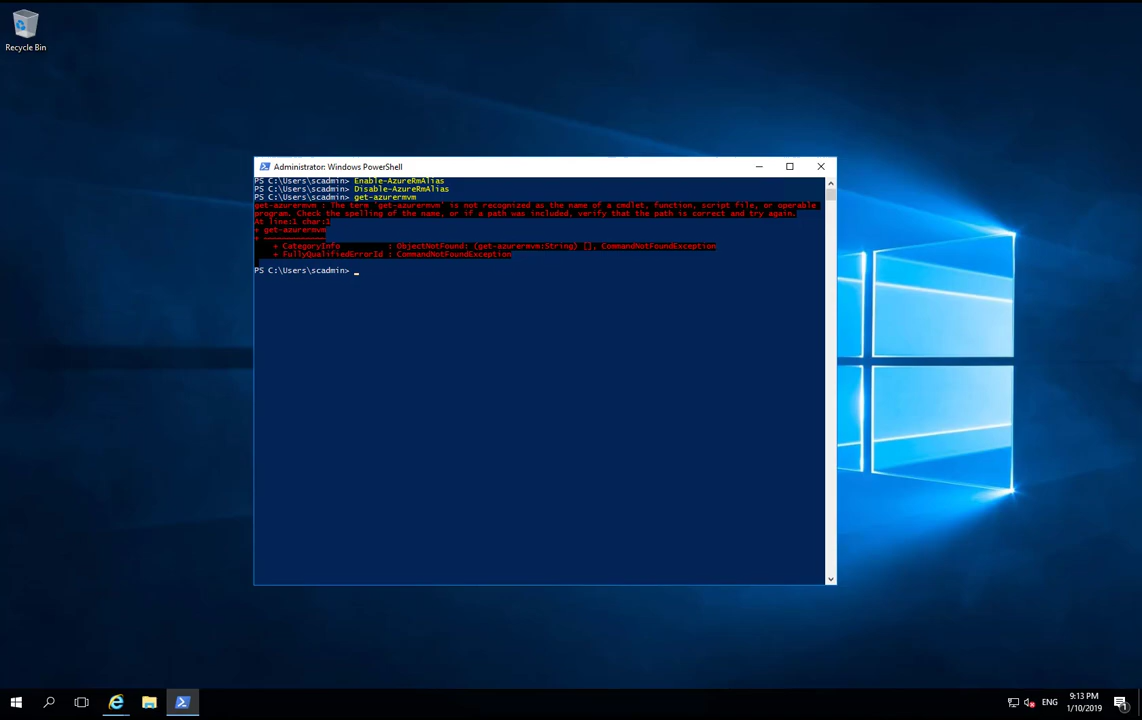 Recycle Bin
Administrator: Windows PowerShell
PS C:\Users\scadmin> Enable-AzureRmAlias
PS C:\Users\scadmin> Disable-AzureRmAlias
PS C:\Users\scadmin> get-azurermvm
get-azurermvm : The term 'get-azurermvm' is not recognized as the name of a cmdlet, function, script file, or operable
program. Check the spelling of the name, or if a path was included, verify that the path is correct and try again.
At line:1 char:1
+ get-azurermvm
+ ~~~~~~~~~~~~~
+ CategoryInfo          : ObjectNotFound: (get-azurermvm:String) [], CommandNotFoundException
+ FullyQualifiedErrorId : CommandNotFoundException
PS C:\Users\scadmin> _
ENG
9:13 PM
1/10/2019
1